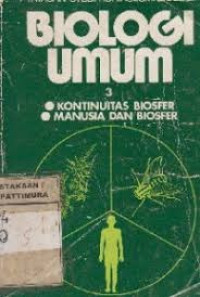 BIOLOGI
UMUM
3
● KONTINUITAS BIOSFER
● MANUSIA DAN BIOSFER
PATTIMURA